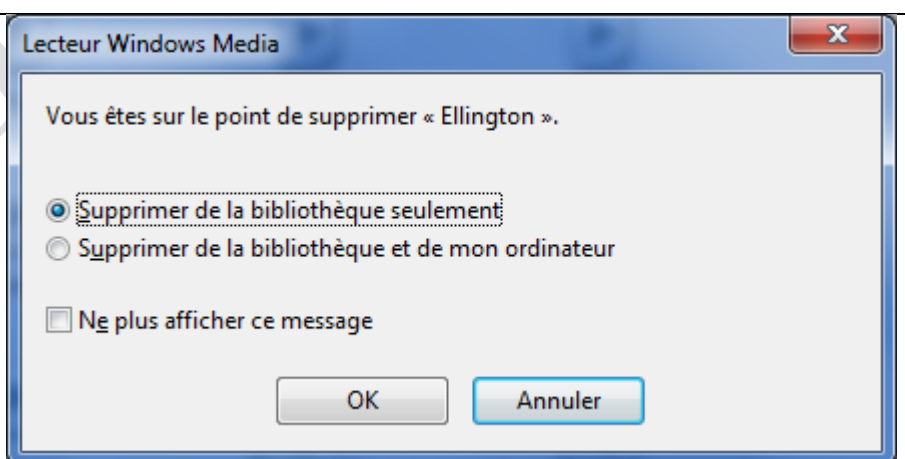 Lecteur Windows Media
Vous êtes sur le point de supprimer « Ellington ».
Supprimer de la bibliothèque seulement
Supprimer de la bibliothèque et de mon ordinateur
Ne plus afficher ce message
OK
Annuler